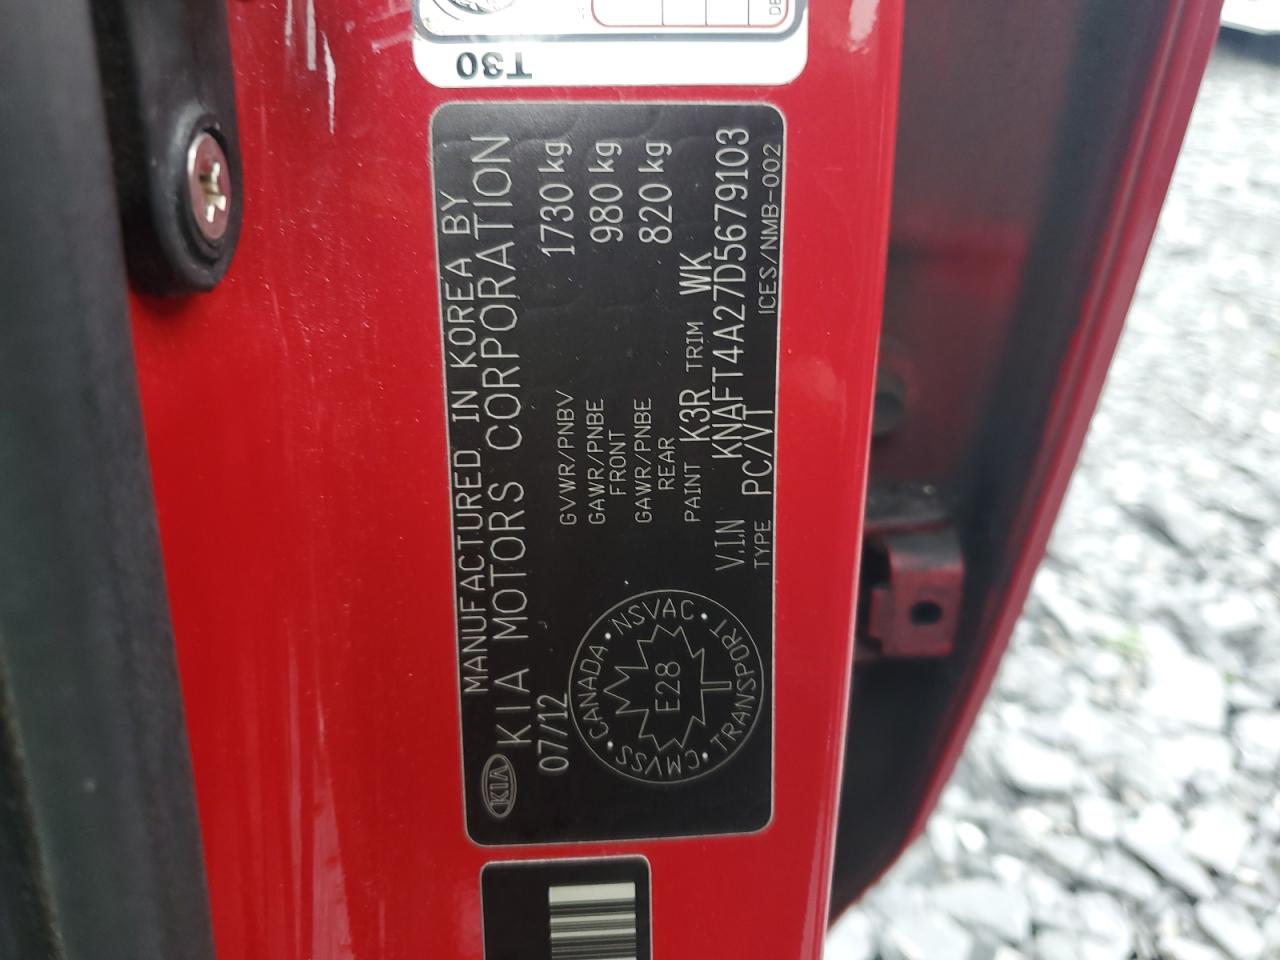 T30
DE
KIA
MANUFACTURED IN KOREA BY
KIA MOTORS CORPORATION
07/12
GVWR/PNBV 1730 kg
GAWR/PNBE FRONT 980 kg
GAWR/PNBE REAR 820 kg
PAINT K3R TRIM WK
V.I.N KNAFT4A27D5679103
TYPE PC/VT ICES/NMB-002
CANADA • NSVAC • TRANSPORT • CMVSS •
E28